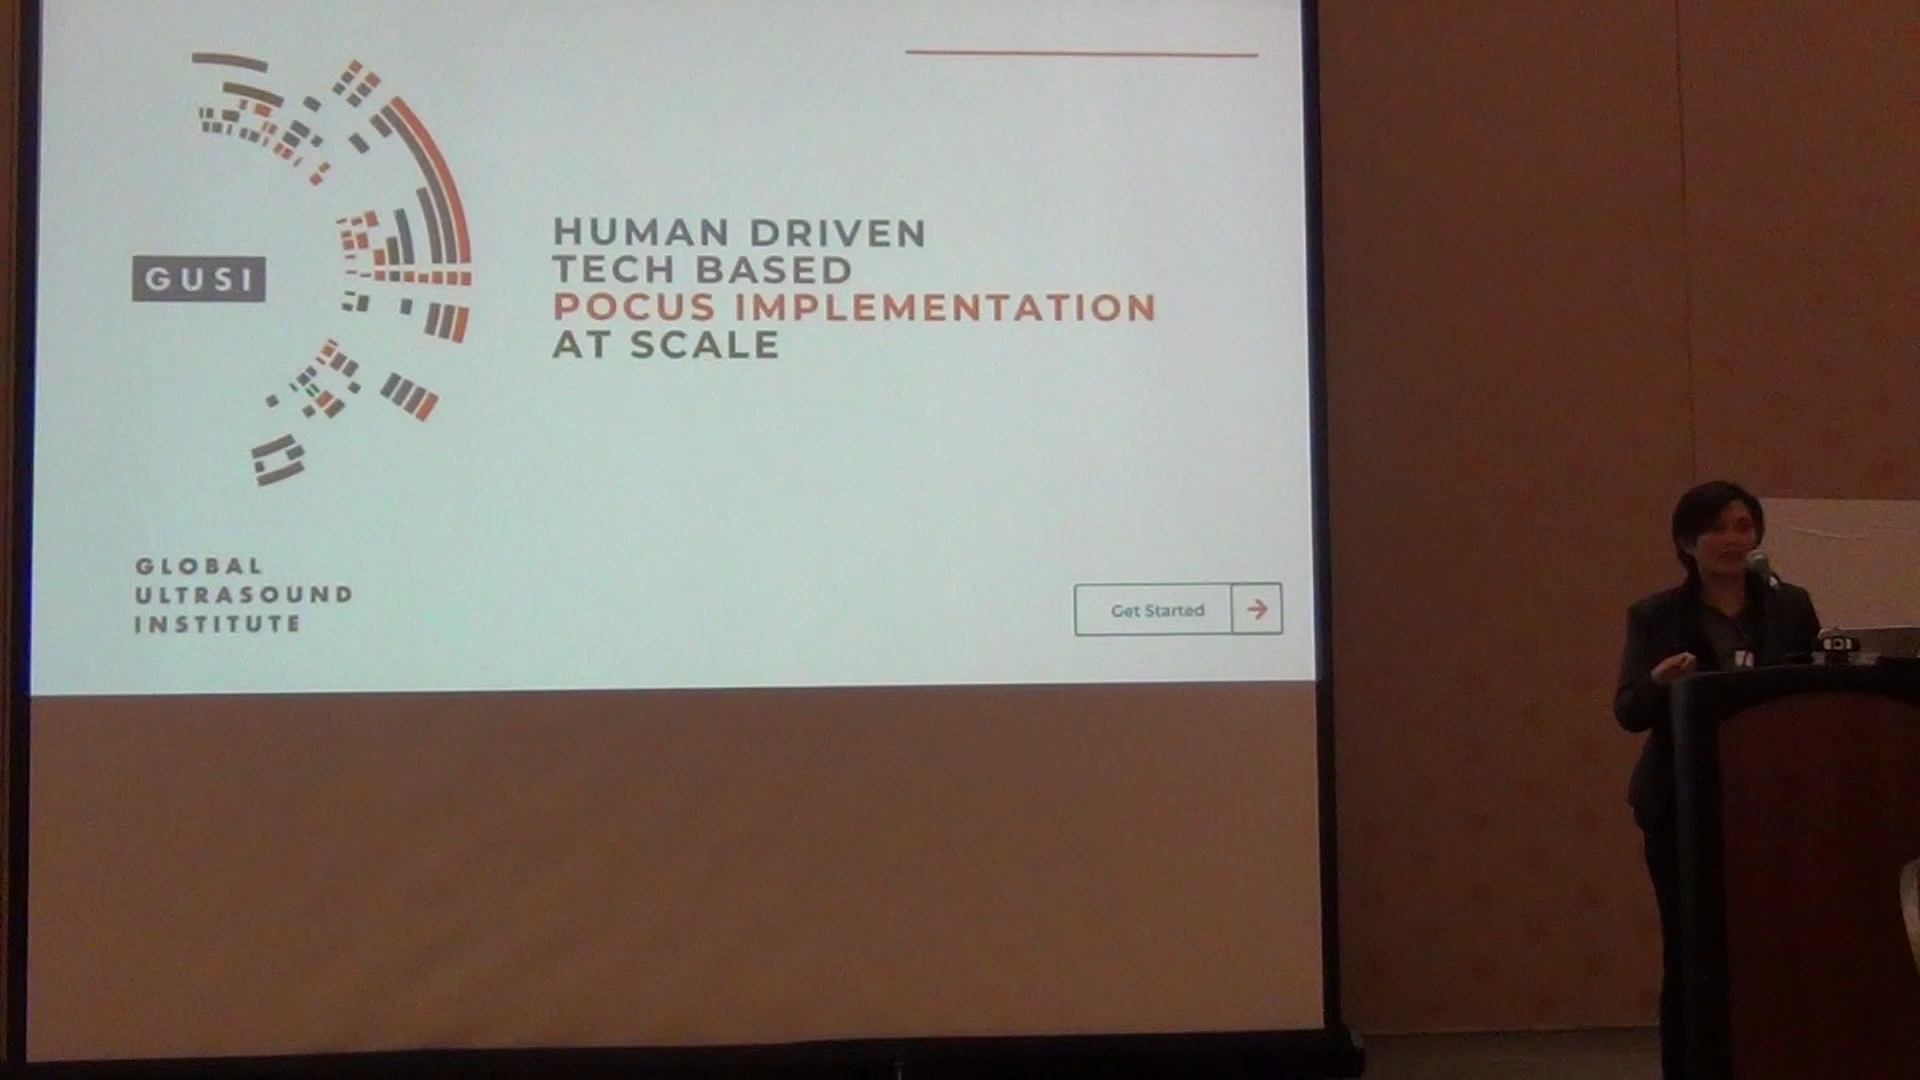 GUSI
HUMAN DRIVEN
TECH BASED
POCUS IMPLEMENTATION
AT SCALE
GLOBAL
ULTRASOUND
INSTITUTE
Get Started